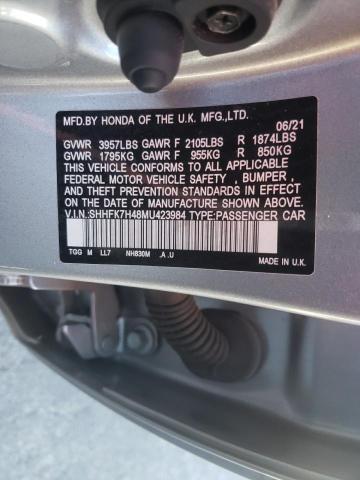 MFD.BY HONDA OF THE U.K. MFG.,LTD.
06/21
GVWR 3957LBS GAWR F 2105LBS R 1874LBS
GVWR 1795KG GAWR F 955KG R 850KG
THIS VEHICLE CONFORMS TO ALL APPLICABLE
FEDERAL MOTOR VEHICLE SAFETY , BUMPER ,
AND THEFT PREVENTION STANDARDS IN EFFECT
ON THE DATE OF MANUFACTURE SHOWN ABOVE.
V.I.N.:SHHFK7H48MU423984 TYPE:PASSENGER CAR
TGG M LL7 NH830M .A .U
MADE IN U.K.